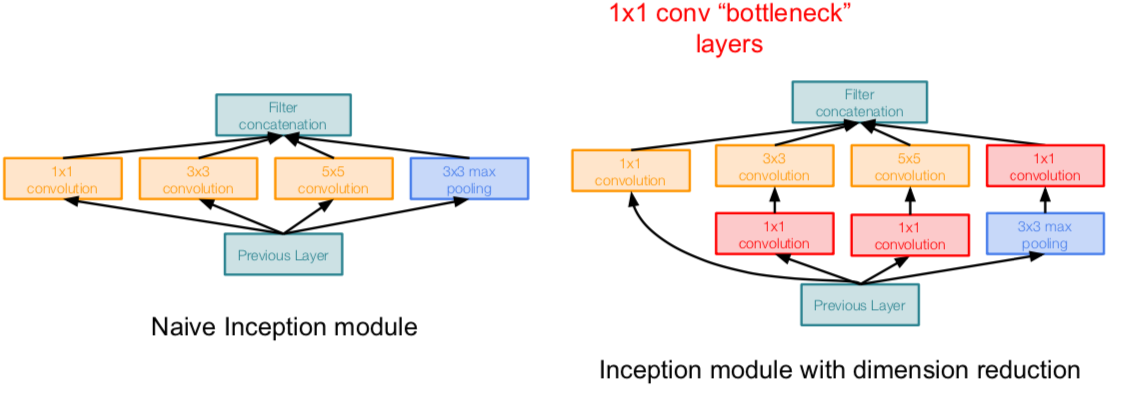 1x1 conv “bottleneck”
layers
Filter
concatenation
1x1
convolution
3x3
convolution
5x5
convolution
3x3 max
pooling
Previous Layer
Naive Inception module
Filter
concatenation
1x1
convolution
3x3
convolution
5x5
convolution
1x1
convolution
1x1
convolution
1x1
convolution
3x3 max
pooling
Previous Layer
Inception module with dimension reduction